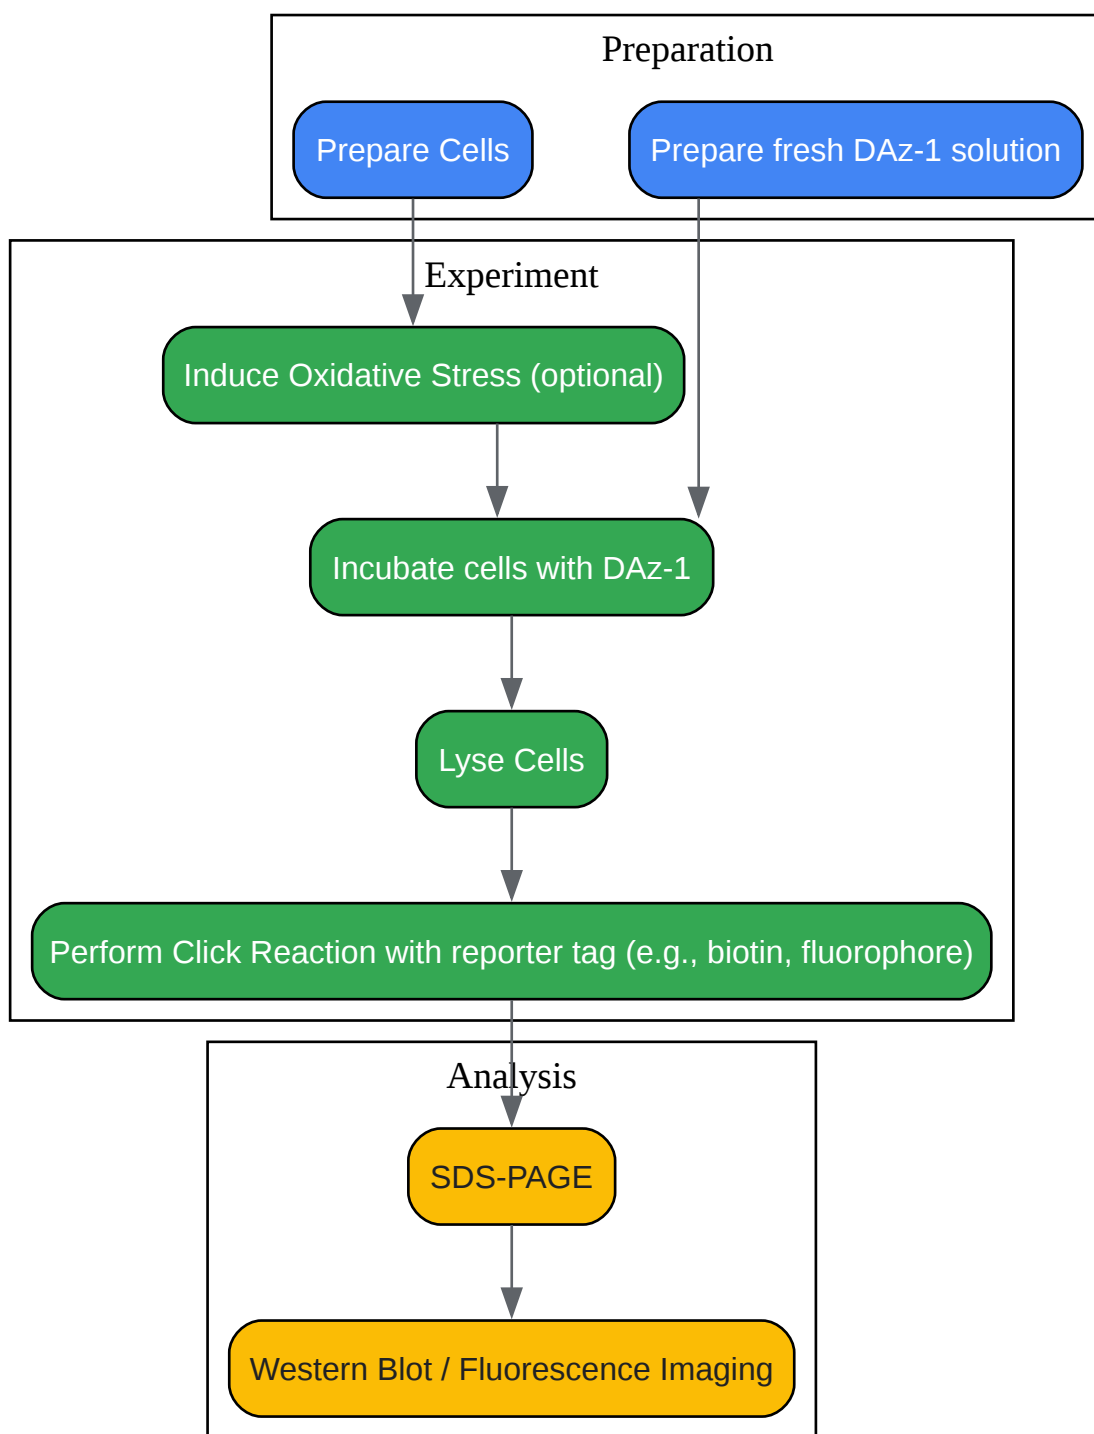 Preparation
Prepare Cells
Prepare fresh DAz-1 solution
Experiment
Induce Oxidative Stress (optional)
Incubate cells with DAz-1
Lyse Cells
Perform Click Reaction with reporter tag (e.g., biotin, fluorophore)
Analysis
SDS-PAGE
Western Blot / Fluorescence Imaging